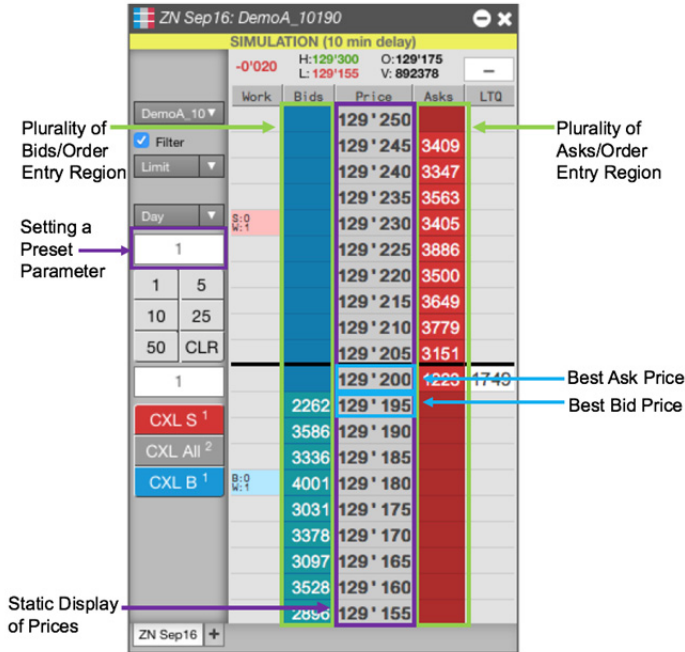 ZN Sep16: DemoA_10190
SIMULATION (10 min delay)
-0'020 H:129'300 O:129'175 –
L:129'155 V: 892378
Work Bids Price Asks LTQ
DemoA_10
Filter
Limit
Day
1
1 5
10 25
50 CLR
1
CXL S 1
CXL All 2
CXL B 1
129'250
129'245 3409
129'240 3347
129'235 3563
S:0
W:1
129'230 3405
129'225 3886
129'220 3500
129'215 3649
129'210 3779
129'205 3151
129'200 1223 1749
2262 129'195
3586 129'190
3336 129'185
B:0
W:1
4001 129'180
3031 129'175
3378 129'170
3097 129'165
3528 129'160
2896 129'155
ZN Sep16 +
Plurality of
Bids/Order
Entry Region
Setting a
Preset
Parameter
Static Display
of Prices
Plurality of
Asks/Order
Entry Region
Best Ask Price
Best Bid Price